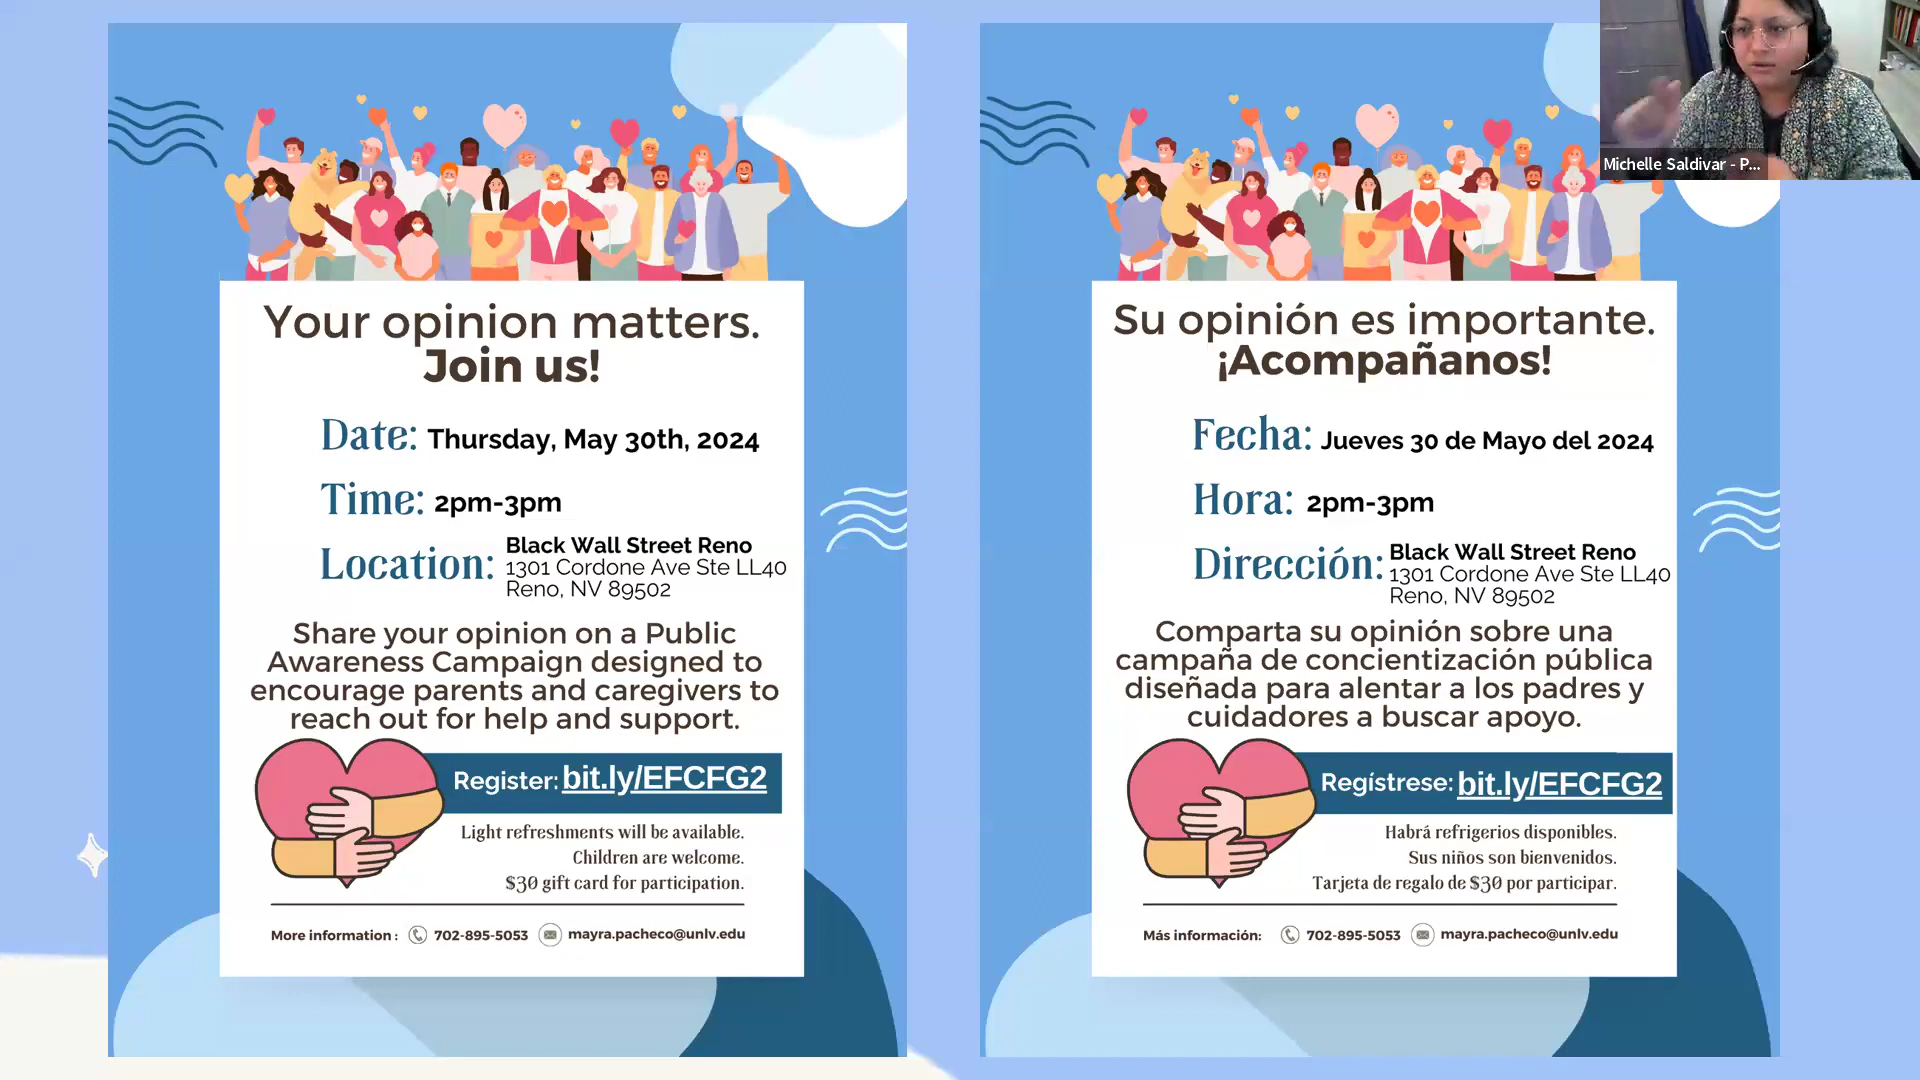 Your opinion matters.
Join us!
Date: Thursday, May 30th, 2024
Time: 2pm-3pm
Location: Black Wall Street Reno
1301 Cordone Ave Ste LL40
Reno, NV 89502
Share your opinion on a Public
Awareness Campaign designed to
encourage parents and caregivers to
reach out for help and support.
Register: bit.ly/EFCFG2
Light refreshments will be available.
Children are welcome.
$30 gift card for participation.
More information : 702-895-5053 mayra.pacheco@unlv.edu
Su opinión es importante.
¡Acompañanos!
Fecha: Jueves 30 de Mayo del 2024
Hora: 2pm-3pm
Dirección: Black Wall Street Reno
1301 Cordone Ave Ste LL40
Reno, NV 89502
Comparta su opinión sobre una
campaña de concientización pública
diseñada para alentar a los padres y
cuidadores a buscar apoyo.
Regístrese: bit.ly/EFCFG2
Habrá refrigerios disponibles.
Sus niños son bienvenidos.
Tarjeta de regalo de $30 por participar.
Más información: 702-895-5053 mayra.pacheco@unlv.edu
Michelle Saldivar - P...